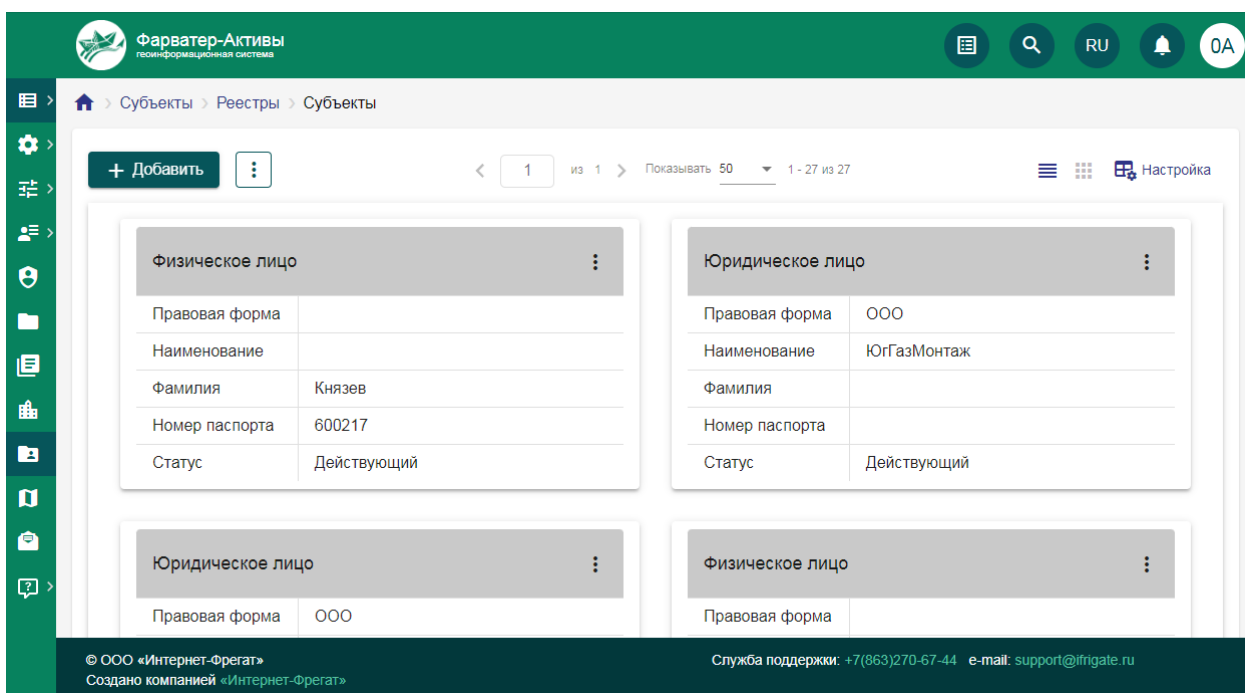 Фарватер-Активы
геоинформационная система
RU
0А
Субъекты > Реестры > Субъекты
+ Добавить
1 из 1 Показывать 50 1 - 27 из 27
Настройка
Физическое лицо
Правовая форма
Наименование
Фамилия Князев
Номер паспорта 600217
Статус Действующий
Юридическое лицо
Правовая форма ООО
Наименование ЮгГазМонтаж
Фамилия
Номер паспорта
Статус Действующий
Юридическое лицо
Правовая форма ООО
Физическое лицо
Правовая форма
© ООО «Интернет-Фрегат»
Создано компанией «Интернет-Фрегат»
Служба поддержки: +7(863)270-67-44 e-mail: support@ifrigate.ru